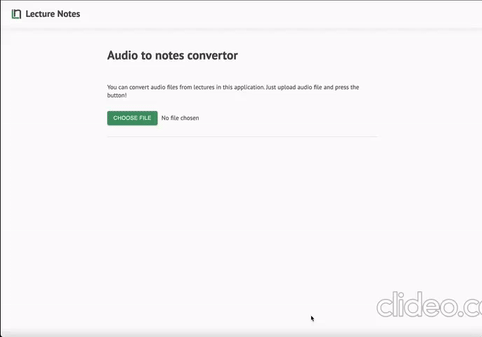 Lecture Notes
Audio to notes convertor
You can convert audio files from lectures in this application. Just upload audio file and press the
button!
CHOOSE FILE No file chosen
clideo.co